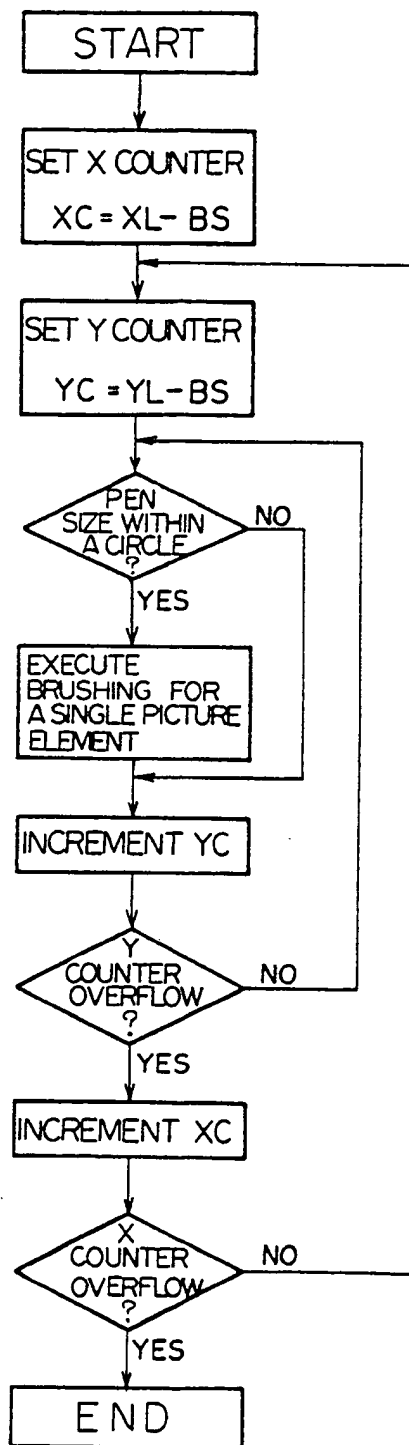 START
SET X COUNTER
XC = XL - BS
SET Y COUNTER
YC = YL - BS
PEN
SIZE WITHIN
A CIRCLE
?
NO
YES
EXECUTE
BRUSHING FOR
A SINGLE PICTURE
ELEMENT
INCREMENT YC
Y
COUNTER
OVERFLOW
?
NO
YES
INCREMENT XC
X
COUNTER
OVERFLOW
?
NO
YES
END